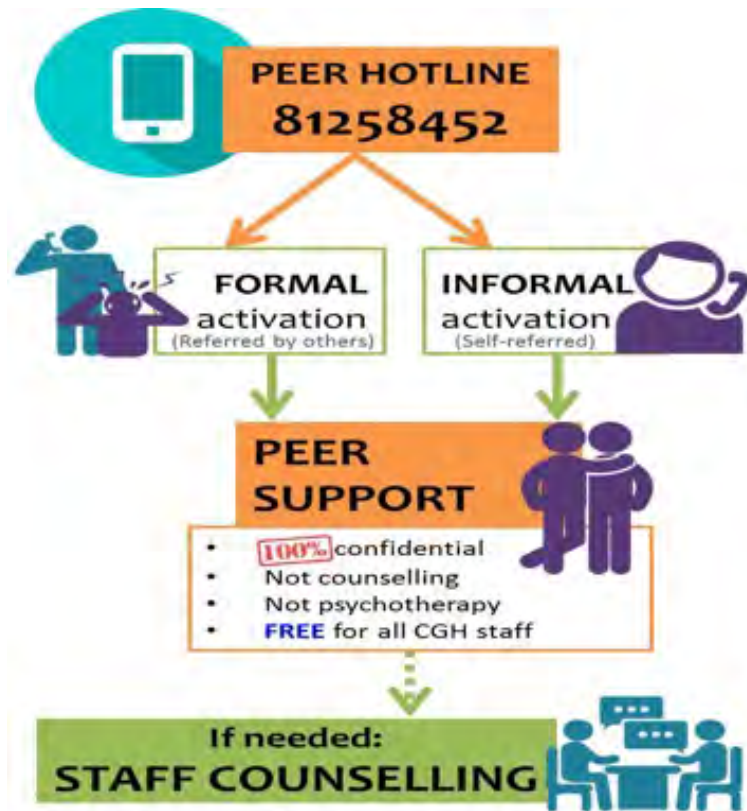 PEER HOTLINE
81258452
FORMAL
activation
(Referred by others)
INFORMAL
activation
(Self-referred)
PEER
SUPPORT
• 100% confidential
• Not counselling
• Not psychotherapy
• FREE for all CGH staff
If needed:
STAFF COUNSELLING